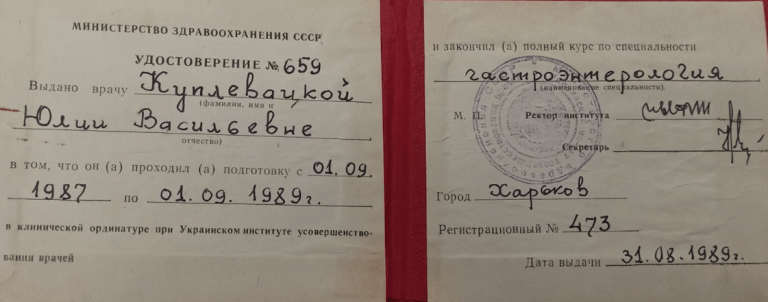 МИНИСТЕРСТВО ЗДРАВООХРАНЕНИЯ СССР
УДОСТОВЕРЕНИЕ № 659
Выдано врачу Куплевацкой
(фамилия, имя и
Юлии Васильевне
отчество)
в том, что он (а) проходил (а) подготовку с 01.09.
1987 по 01.09.1989г.
в клинической ординатуре при Украинском институте усовершенство-
вания врачей
и закончил (а) полный курс по специальности
гастроэнтерология
(наименование специальности)
М. П. Ректор института
Секретарь
Город Харьков
Регистрационный № 473
Дата выдачи 31.08.1989г.